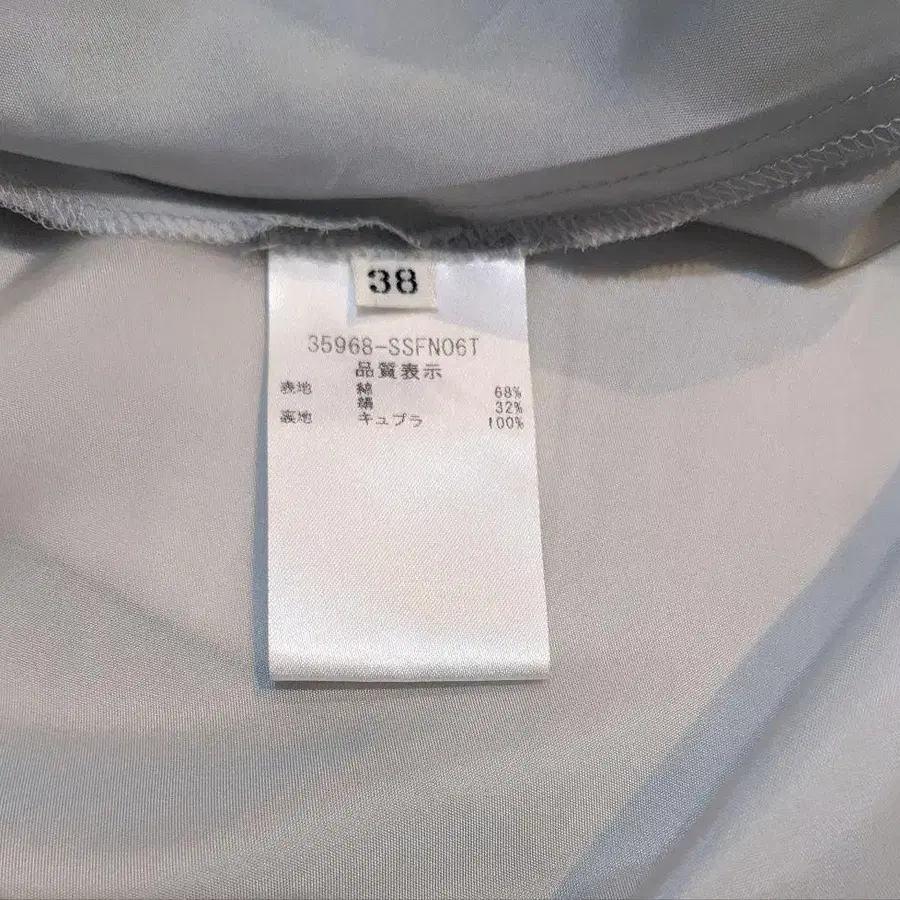 38
35968-SSFN06T
品質表示
表地 綿 68%
絹 32%
裏地 キュプラ 100%